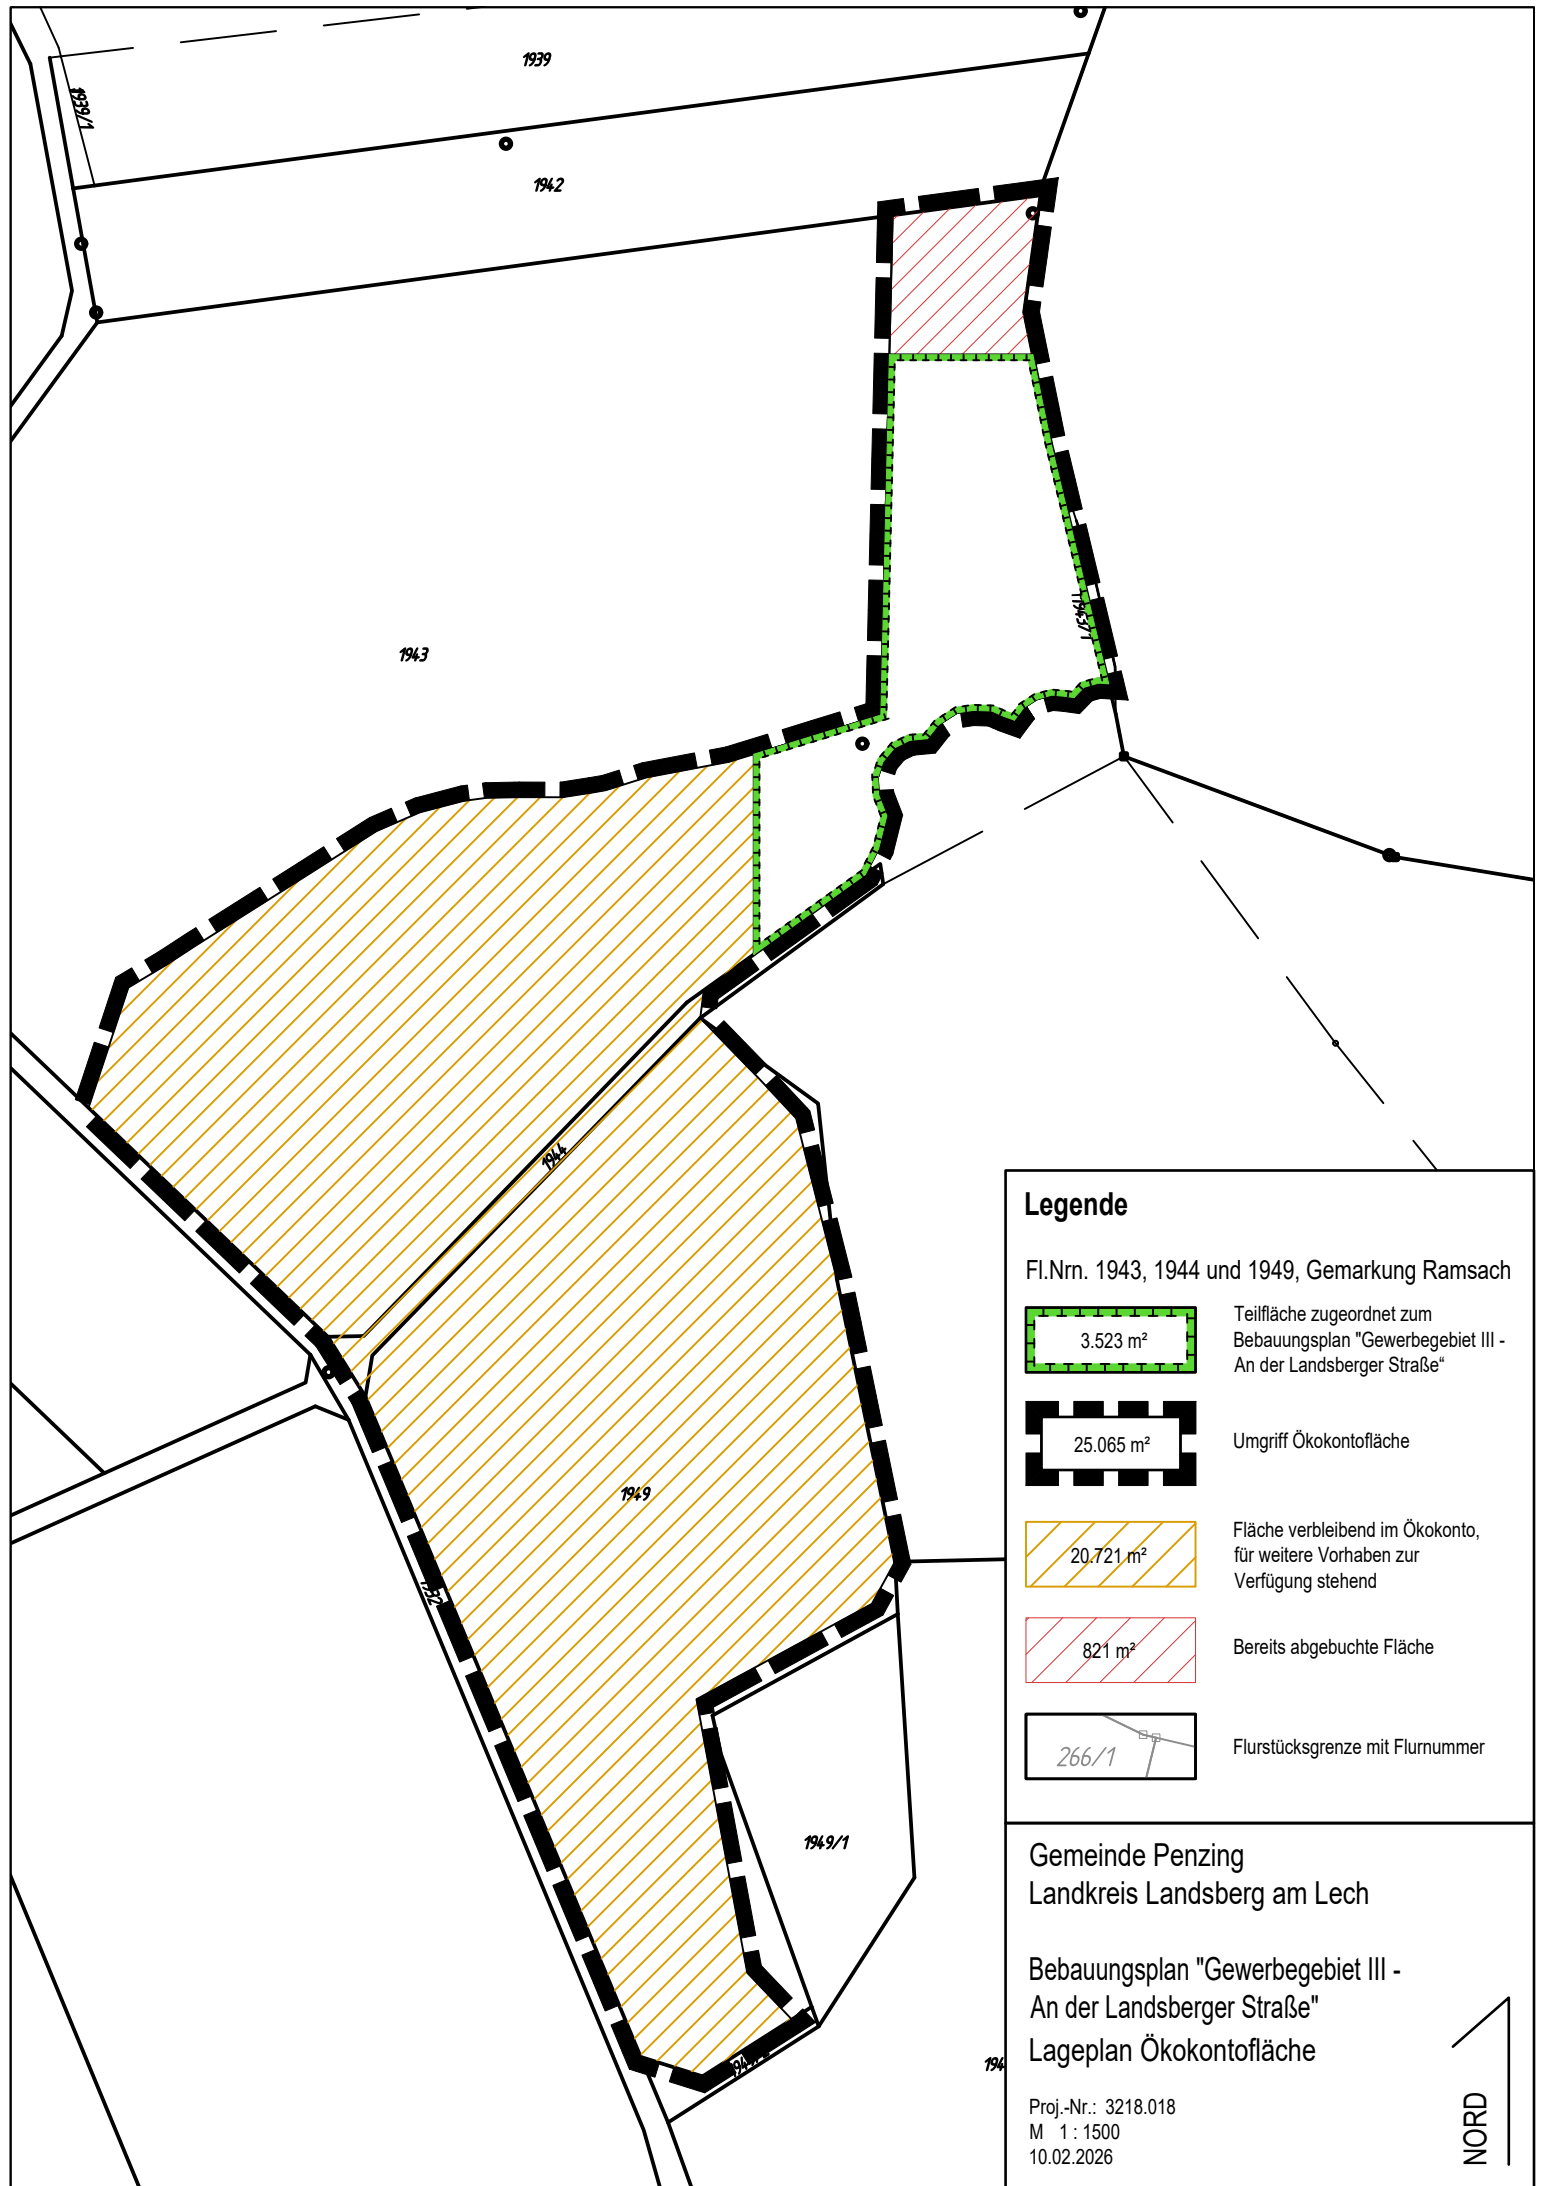 1939
1939/1
1942
1943/1
1943
1944
Legende
Fl.Nrn. 1943, 1944 und 1949, Gemarkung Ramsach
3.523 m²
Teilfläche zugeordnet zum
Bebauungsplan "Gewerbegebiet III -
An der Landsberger Straße“
25.065 m²
Umgriff Ökokontofläche
1949
20.721 m²
Fläche verbleibend im Ökokonto,
für weitere Vorhaben zur
Verfügung stehend
821 m²
Bereits abgebuchte Fläche
266/1
Flurstücksgrenze mit Flurnummer
1949/1
Gemeinde Penzing
Landkreis Landsberg am Lech
Bebauungsplan "Gewerbegebiet III -
An der Landsberger Straße"
Lageplan Ökokontofläche
194
Proj.-Nr.: 3218.018
M 1 : 1500
10.02.2026
NORD